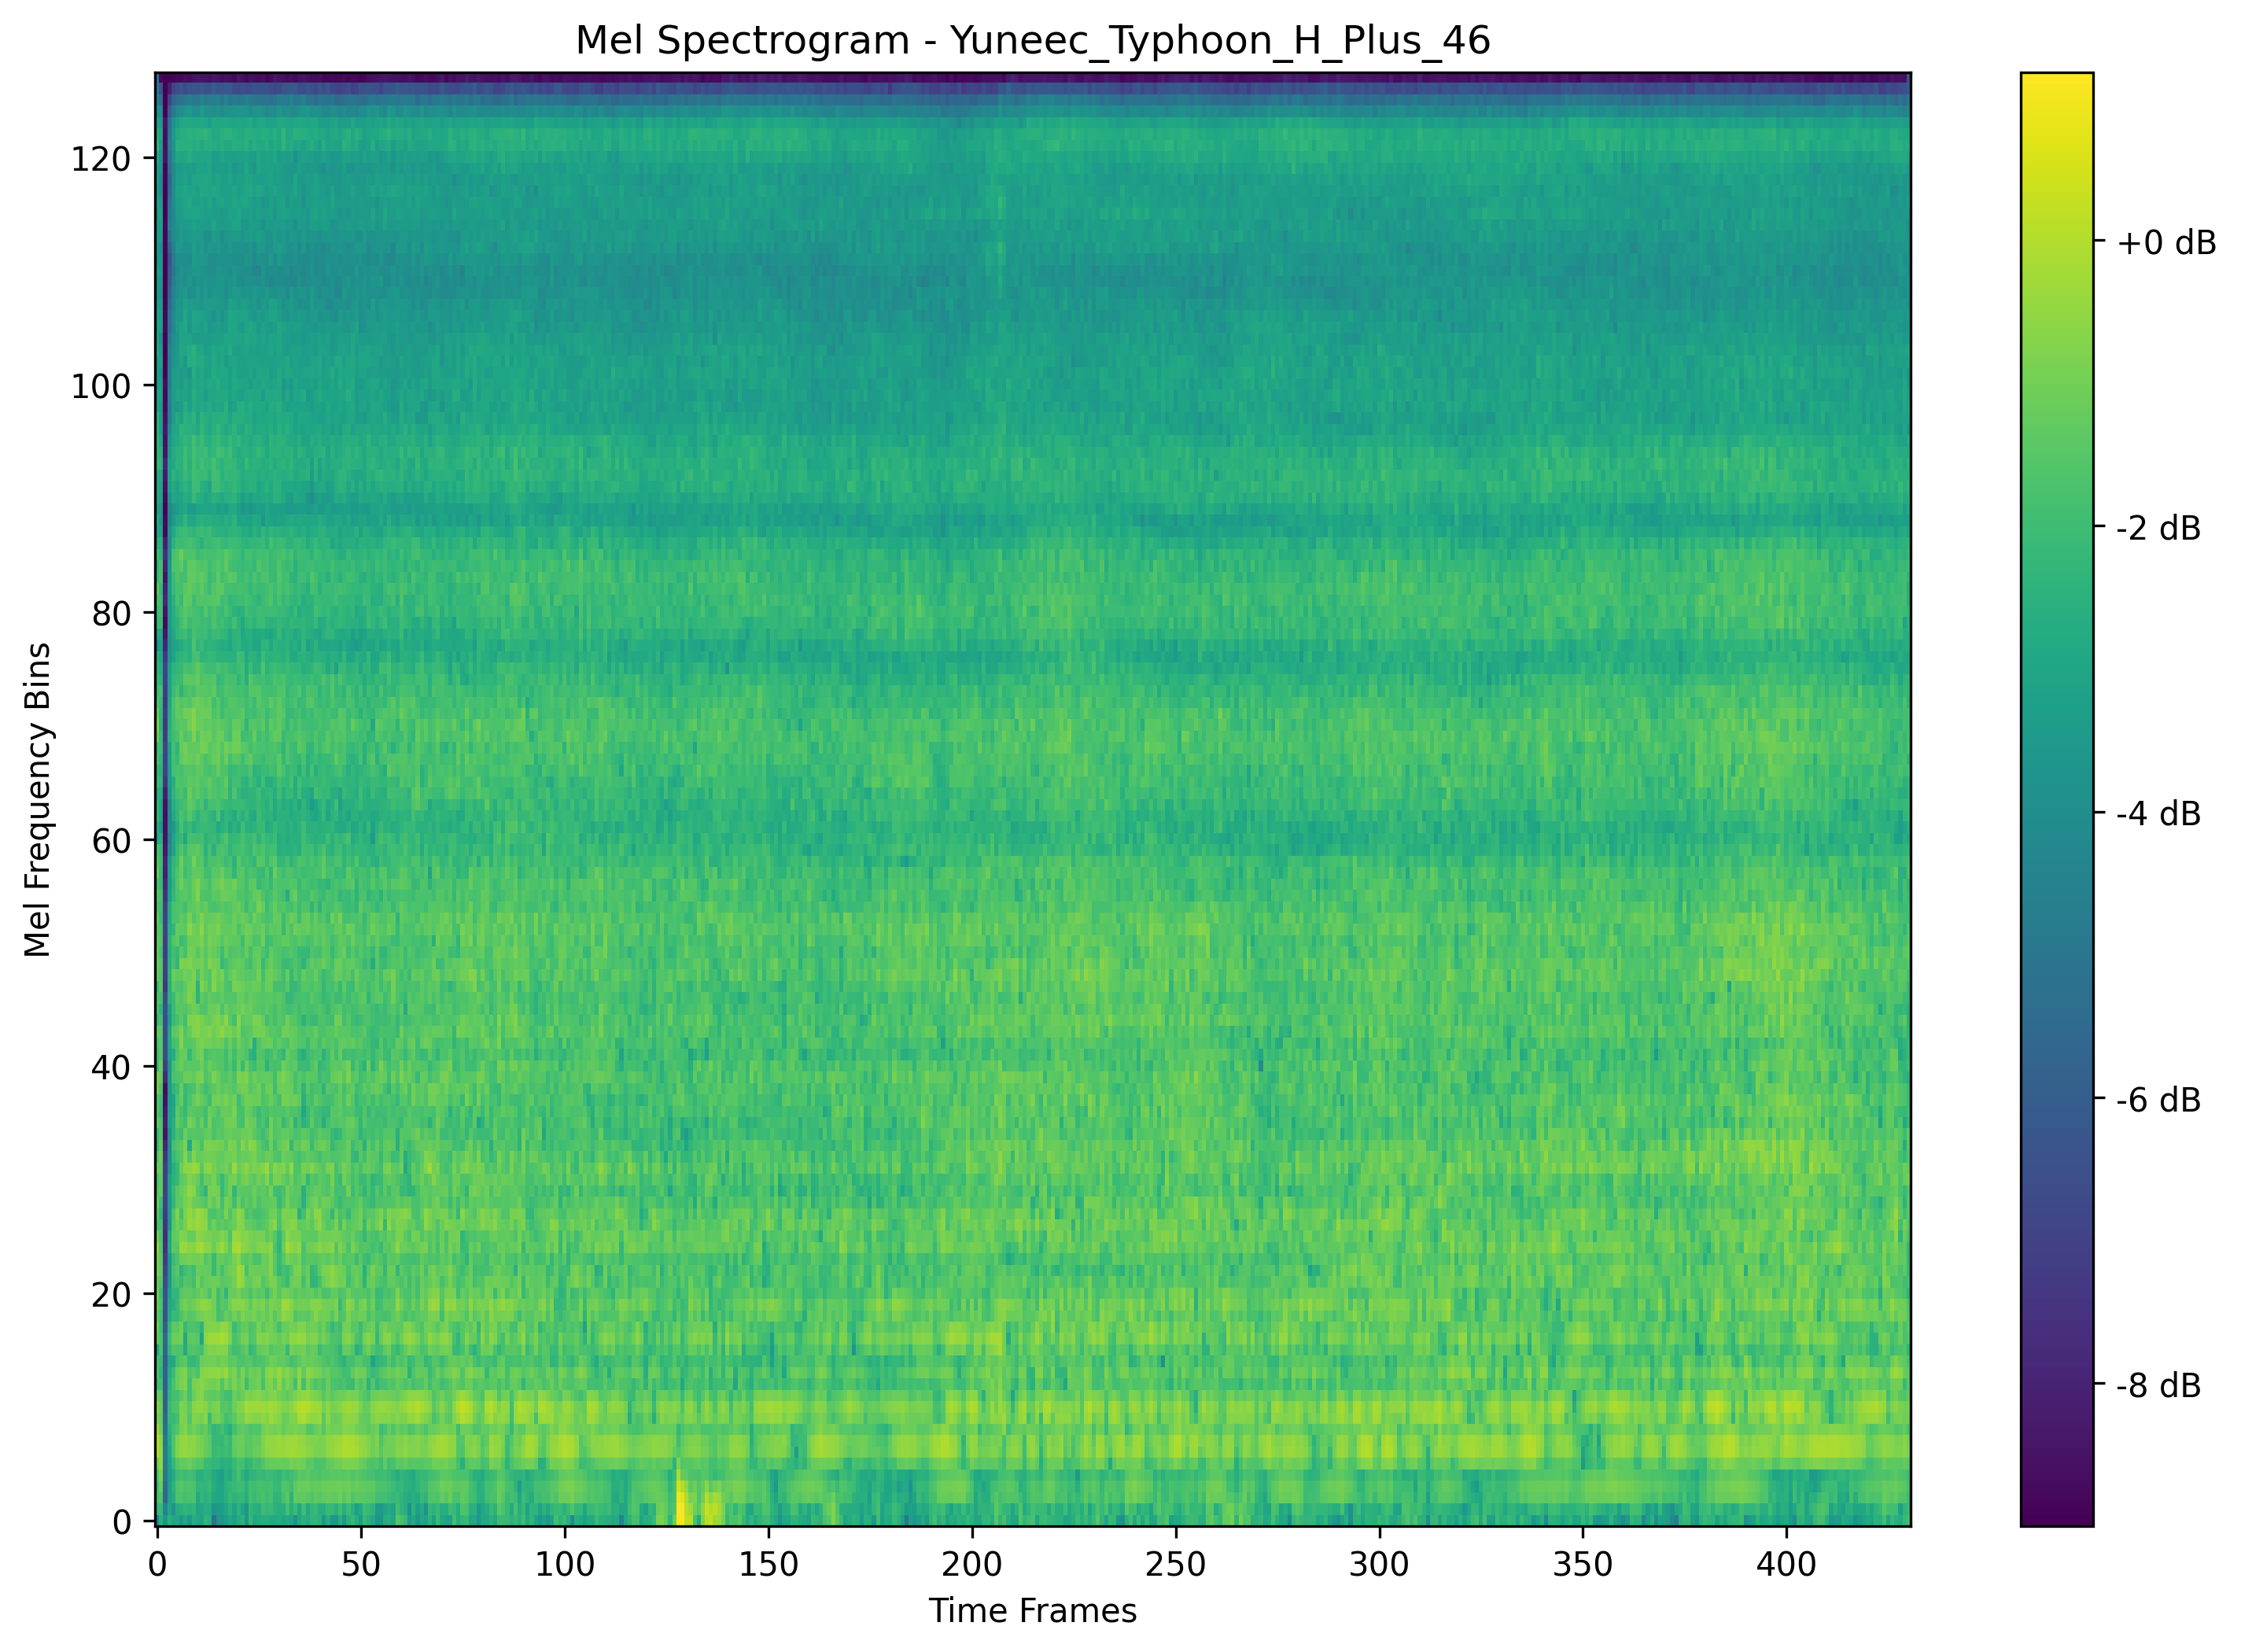 Mel Spectrogram - Yuneec_Typhoon_H_Plus_46
Mel Frequency Bins
120
100
80
60
40
20
0
0 50 100 150 200 250 300 350 400
Time Frames
+0 dB
-2 dB
-4 dB
-6 dB
-8 dB